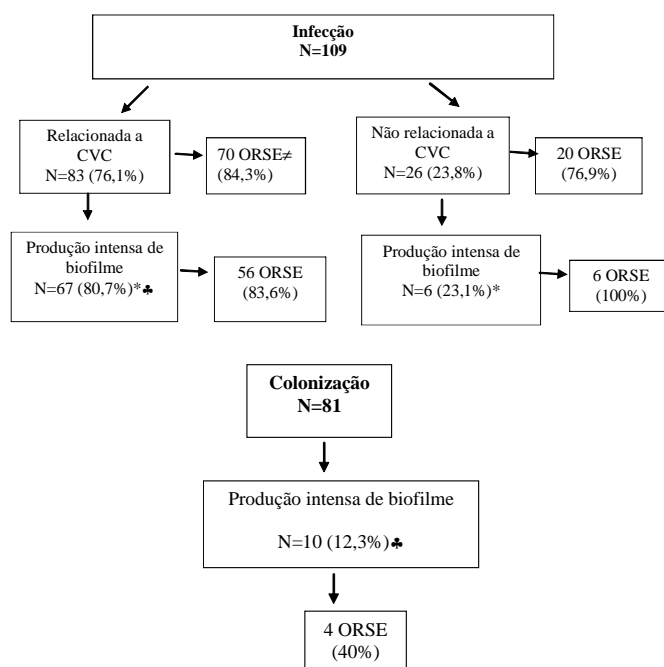 Infecção
N=109
Relacionada a
CVC
N=83 (76,1%)
70 ORSE≠
(84,3%)
Não relacionada a
CVC
N=26 (23,8%)
20 ORSE
(76,9%)
Produção intensa de
biofilme
N=67 (80,7%)*♣
56 ORSE
(83,6%)
Produção intensa de
biofilme
N=6 (23,1%)*
6 ORSE
(100%)
Colonização
N=81
Produção intensa de biofilme
N=10 (12,3%)♣
4 ORSE
(40%)